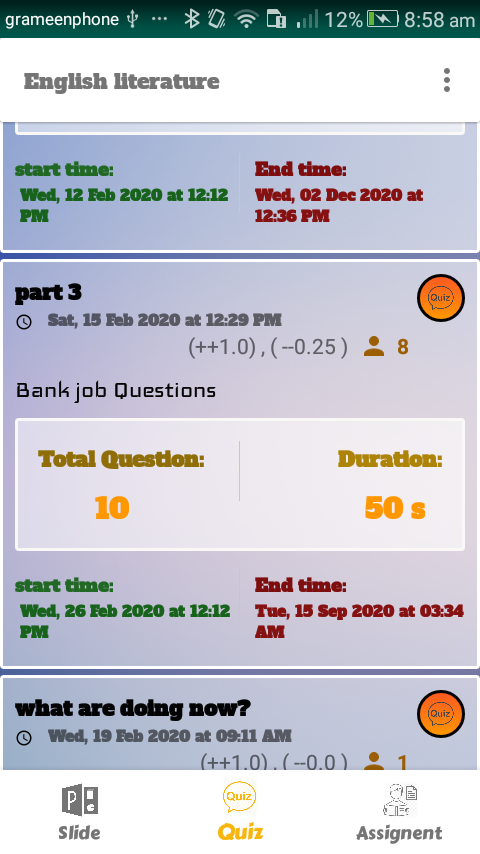 grameenphone 12% 8:58 am
English literature
start time: End time:
Wed, 12 Feb 2020 at 12:12 Wed, 02 Dec 2020 at
PM 12:36 PM
part 3 Quiz
Sat, 15 Feb 2020 at 12:29 PM
(++1.0) , ( --0.25 ) 8
Bank job Questions
Total Question: Duration:
10 50 s
start time: End time:
Wed, 26 Feb 2020 at 12:12 Tue, 15 Sep 2020 at 03:34
PM AM
what are doing now? Quiz
Wed, 19 Feb 2020 at 09:11 AM
(++1.0) , ( --0.0 ) 1
Quiz
Slide Quiz Assignent